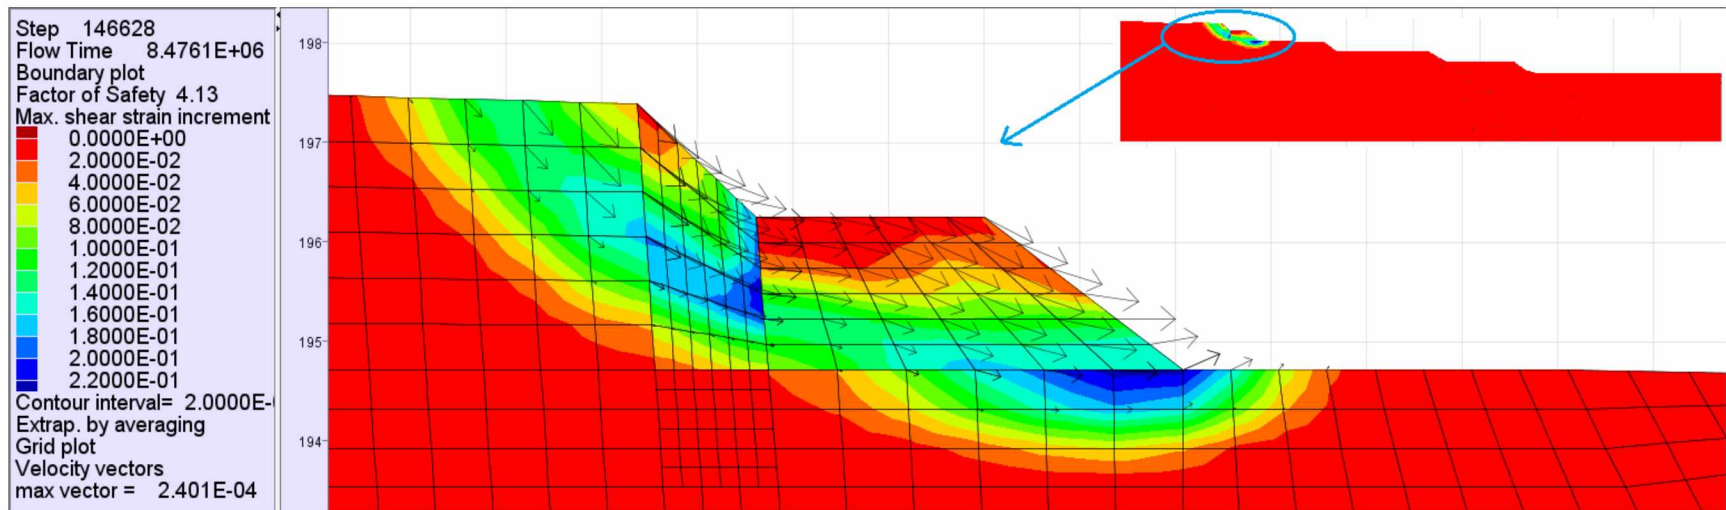 Step 146628
Flow Time 8.4761E+06
Boundary plot
Factor of Safety 4.13
Max. shear strain increment
0.0000E+00
2.0000E-02
4.0000E-02
6.0000E-02
8.0000E-02
1.0000E-01
1.2000E-01
1.4000E-01
1.6000E-01
1.8000E-01
2.0000E-01
2.2000E-01
Contour interval= 2.0000E-
Extrap. by averaging
Grid plot
Velocity vectors
max vector = 2.401E-04
198
197
196
195
194